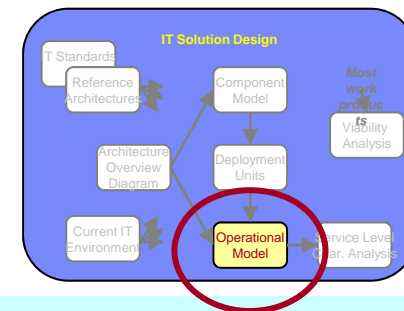 IT Solution Design
IT Standards
Reference
Architectures
Component
Model
Most
work
products
Viability
Analysis
Architecture
Overview
Diagram
Deployment
Units
Current IT
Environment
Operational
Model
Service Level
Char. Analysis